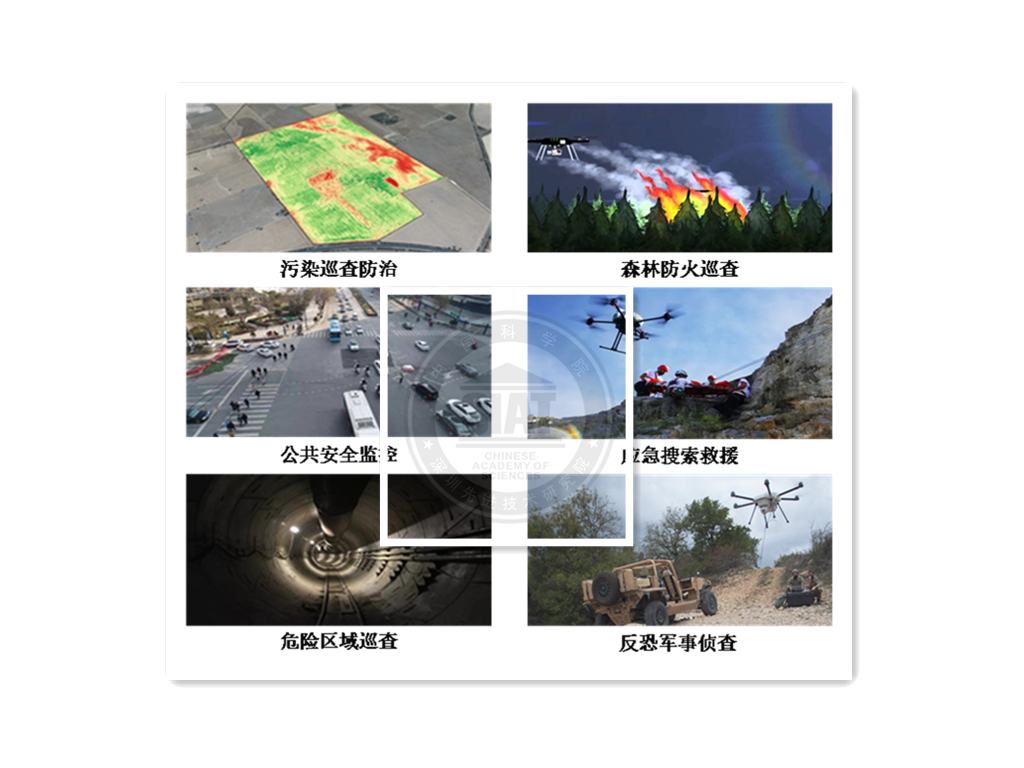 污染巡查防治
森林防火巡查
科学院
SIAT
CHINESE
ACADEMY OF
SCIENCES
深圳先进技术研究院
公共安全监控
应急搜索救援
危险区域巡查
反恐军事侦查